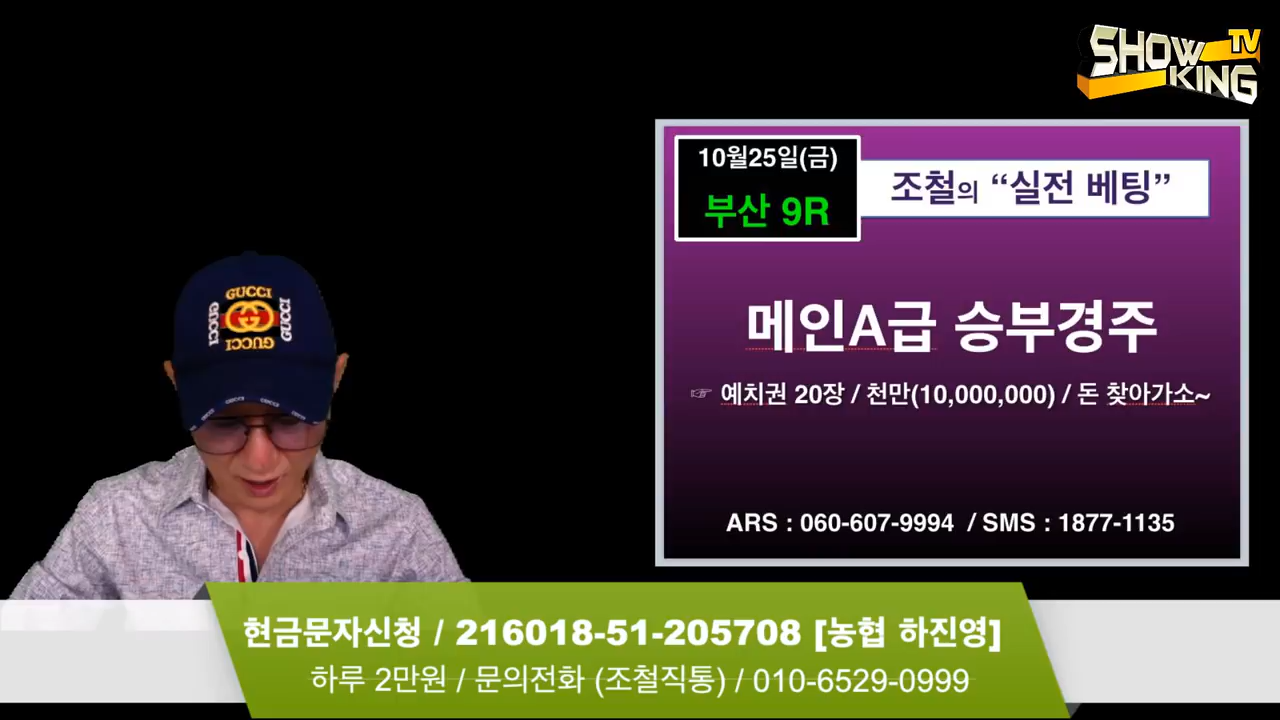 SHOW TV
KING
10월25일(금)
부산 9R
조철의 “실전 베팅”
메인A급 승부경주
☞ 예치권 20장 / 천만(10,000,000) / 돈 찾아가소~
ARS : 060-607-9994 / SMS : 1877-1135
GUCCI
GUCCI
GUCCI
GUCCI
현금문자신청 / 216018-51-205708 [농협 하진영]
하루 2만원 / 문의전화 (조철직통) / 010-6529-0999